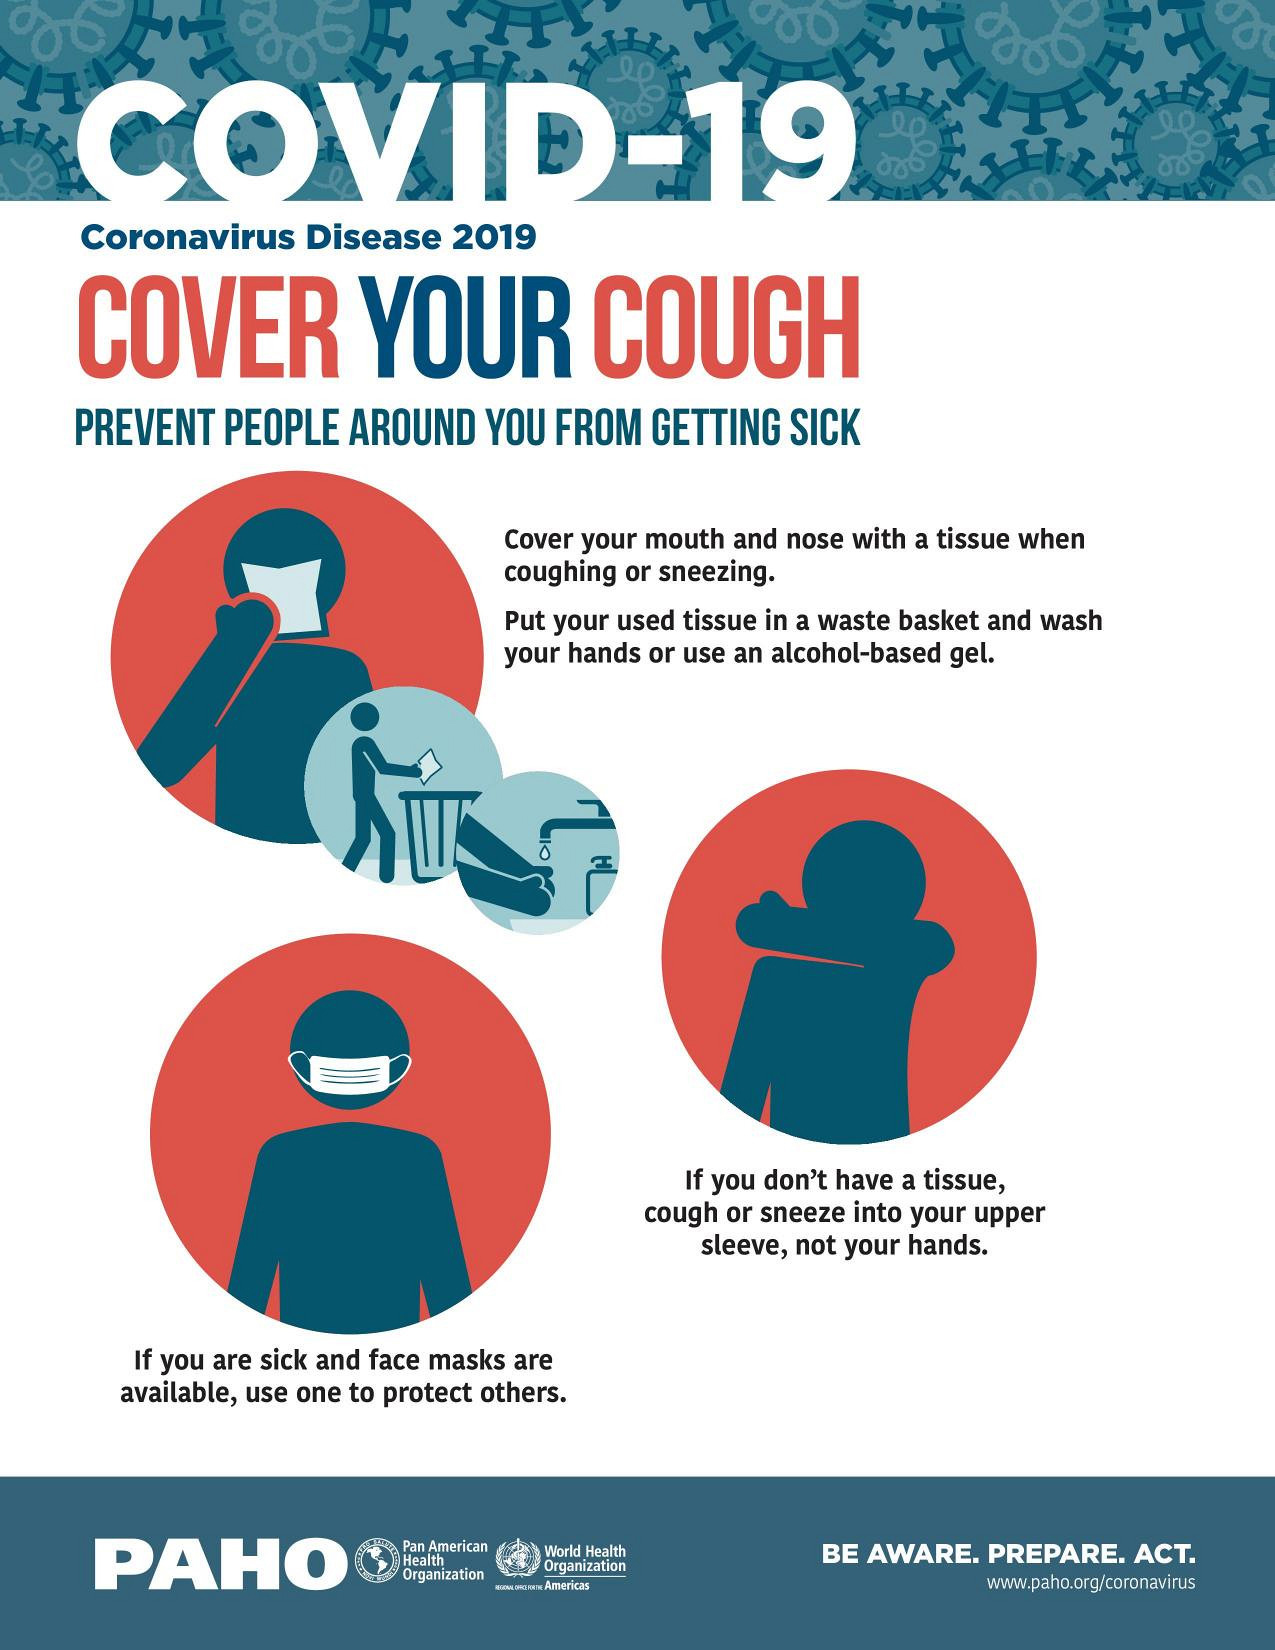 COVID-19
Coronavirus Disease 2019
COVER YOUR COUGH
PREVENT PEOPLE AROUND YOU FROM GETTING SICK
Cover your mouth and nose with a tissue when
coughing or sneezing.
Put your used tissue in a waste basket and wash
your hands or use an alcohol-based gel.
If you don’t have a tissue,
cough or sneeze into your upper
sleeve, not your hands.
If you are sick and face masks are
available, use one to protect others.
PAHO
Pan American
Health
Organization
World Health
Organization
REGIONAL OFFICE FOR THE Americas
BE AWARE. PREPARE. ACT.
www.paho.org/coronavirus